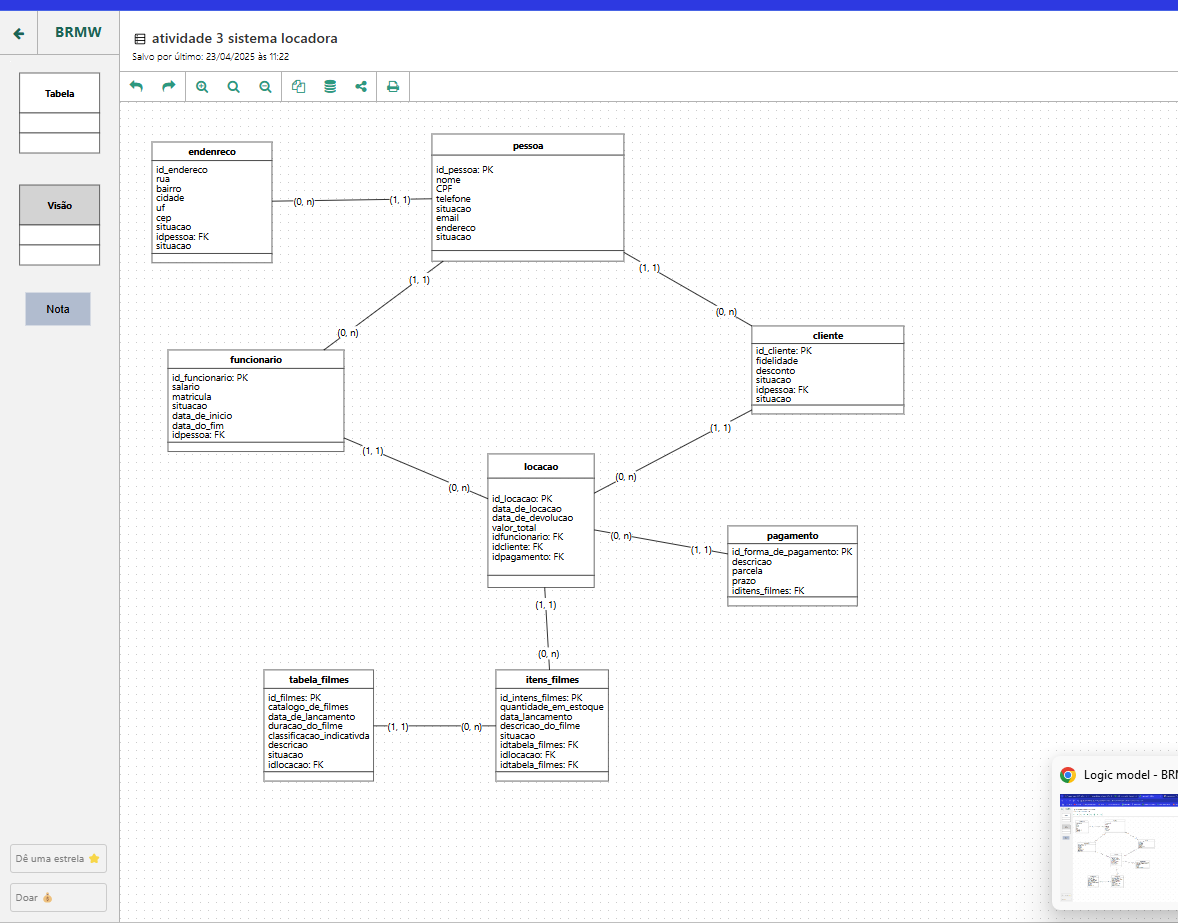 BRMW
atividade 3 sistema locadora
Salvo por último: 23/04/2025 às 11:22
Tabela
Visão
Nota
endenreco
id_endereco
rua
bairro
cidade
uf
cep
situacao
idpessoa: FK
situacao
(0, n)
(1, 1)
pessoa
id_pessoa: PK
nome
CPF
telefone
situacao
email
endereco
situacao
(1, 1)
(0, n)
(1, 1)
(0, n)
cliente
id_cliente: PK
fidelidade
desconto
situacao
idpessoa: FK
situacao
funcionario
id_funcionario: PK
salario
matricula
situacao
data_de_inicio
data_do_fim
idpessoa: FK
(1, 1)
(0, n)
(1, 1)
(0, n)
locacao
id_locacao: PK
data_de_locacao
data_de_devolucao
valor_total
idfuncionario: FK
idcliente: FK
idpagamento: FK
(0, n)
(1, 1)
pagamento
id_forma_de_pagamento: PK
descricao
parcela
prazo
iditens_filmes: FK
(1, 1)
(0, n)
tabela_filmes
id_filmes: PK
catalogo_de_filmes
data_de_lancamento
duracao_do_filme
classificacao_indicativda
descricao
situacao
idlocacao: FK
(1, 1)
(0, n)
itens_filmes
id_intens_filmes: PK
quantidade_em_estoque
data_lancamento
descricao_do_filme
situacao
idtabela_filmes: FK
idlocacao: FK
idtabela_filmes: FK
Logic model - BRM
Dê uma estrela
Doar